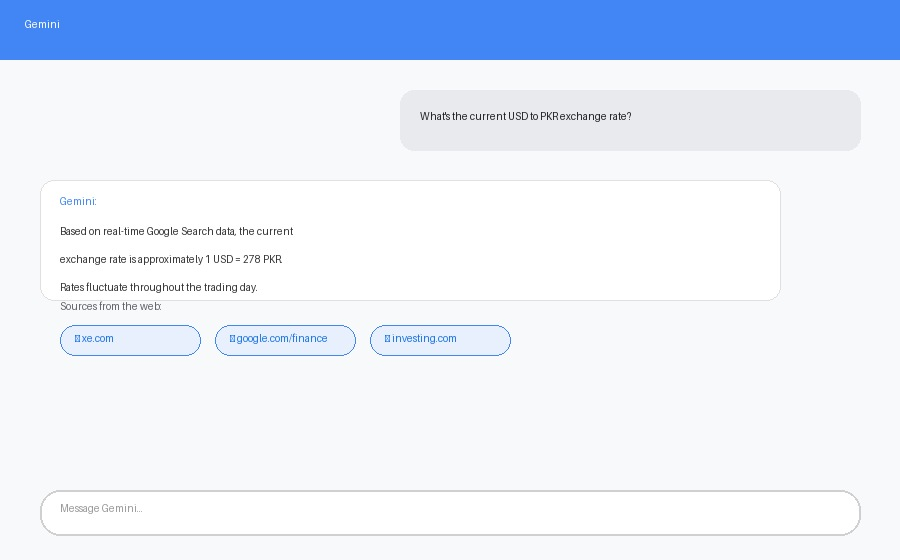 Gemini
What's the current USD to PKR exchange rate?
Gemini:
Based on real-time Google Search data, the current
exchange rate is approximately 1 USD = 278 PKR.
Rates fluctuate throughout the trading day.
Sources from the web:
xe.com
google.com/finance
investing.com
Message Gemini...